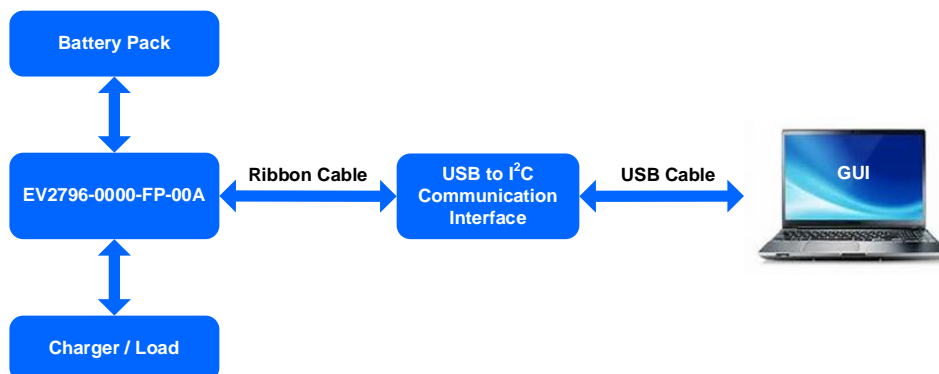 Battery Pack
EV2796-0000-FP-00A
Ribbon Cable
USB to I²C
Communication
Interface
USB Cable
GUI
Charger / Load